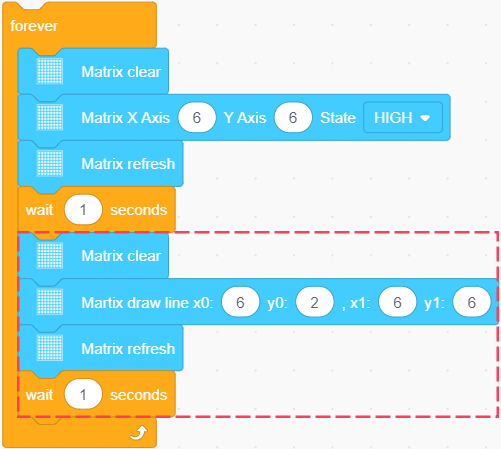 forever
Matrix clear
Matrix X Axis 6 Y Axis 6 State HIGH
Matrix refresh
wait 1 seconds
Matrix clear
Martix draw line x0: 6 y0: 2 , x1: 6 y1: 6
Matrix refresh
wait 1 seconds